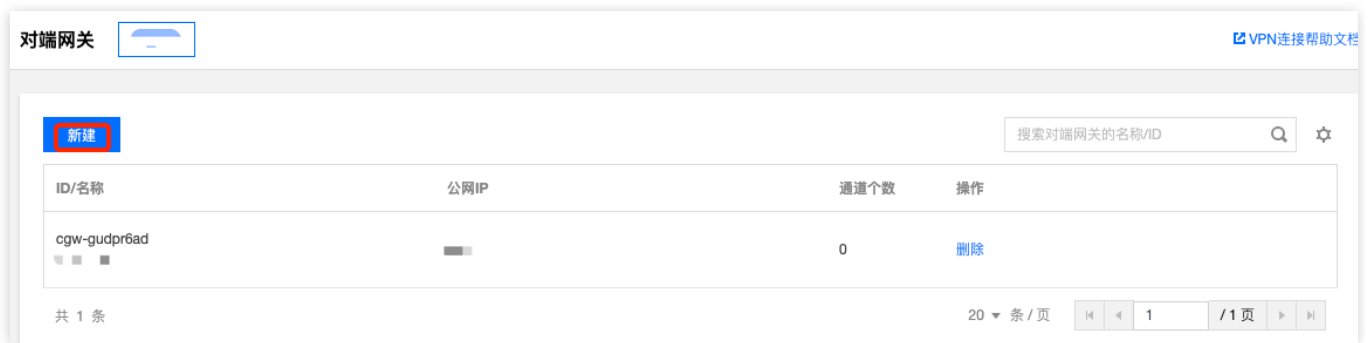 对端网关
VPN连接帮助文档
新建
搜索对端网关的名称/ID
ID/名称 公网IP 通道个数 操作
cgw-gudpr6ad
0 删除
共 1 条 20 条 / 页 1 / 1 页